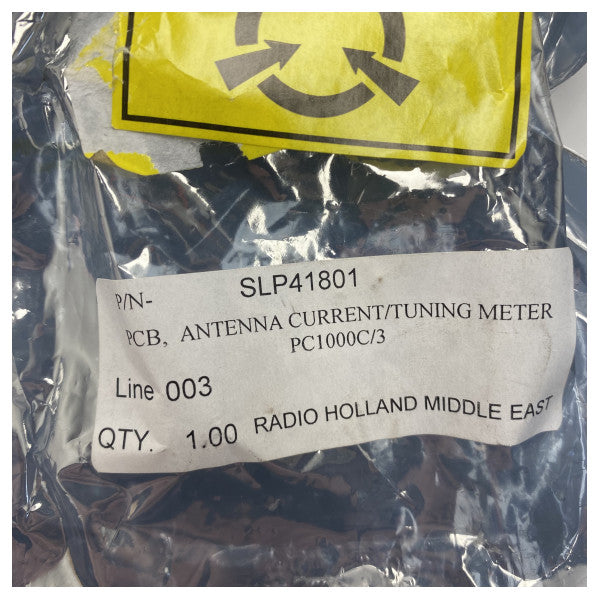 P/N- SLP41801
PCB, ANTENNA CURRENT/TUNING METER
PC1000C/3
Line 003
QTY. 1.00 RADIO HOLLAND MIDDLE EAST